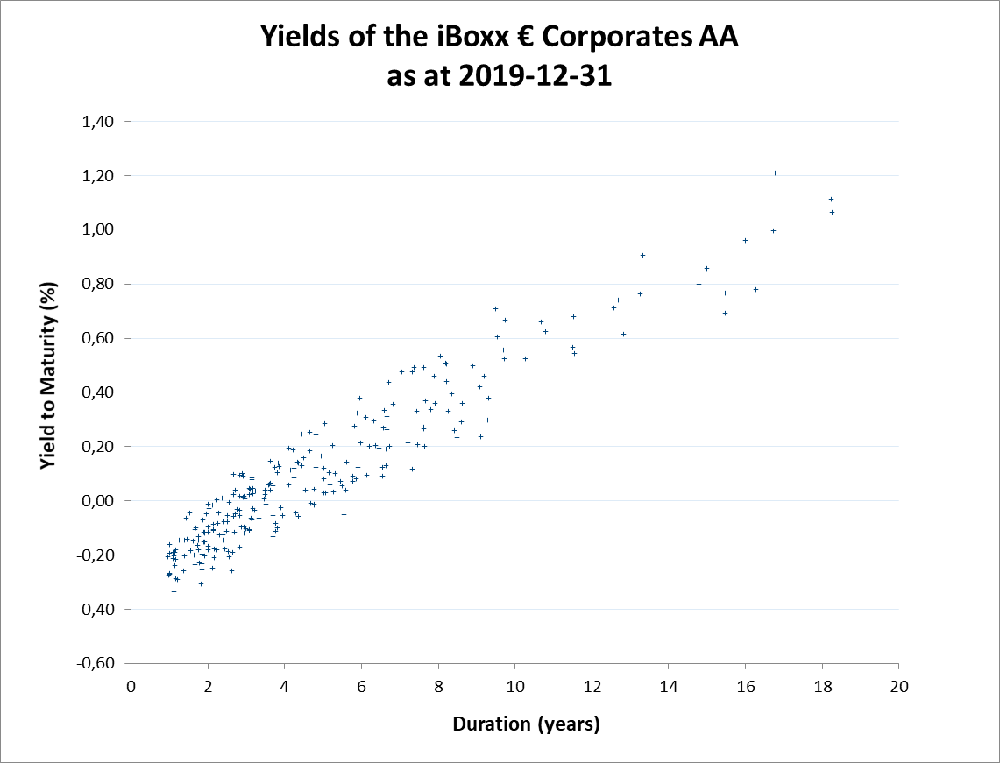 Yields of the iBoxx € Corporates AA
as at 2019-12-31
Yield to Maturity (%)
1,40
1,20
1,00
0,80
0,60
0,40
0,20
0,00
-0,20
-0,40
-0,60
0 2 4 6 8 10 12 14 16 18 20
Duration (years)